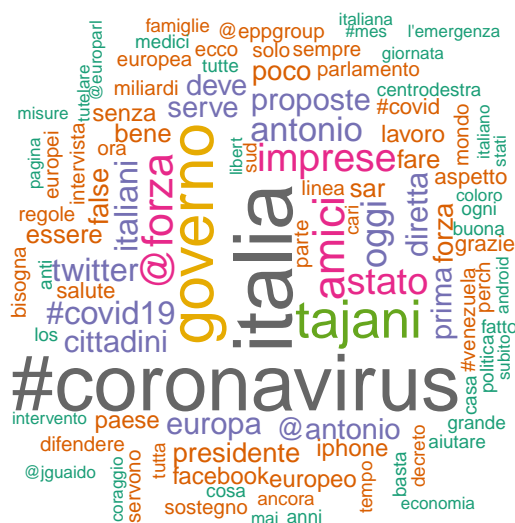 famiglie @eppgroup italiana
medici ecco solo sempre #mes l'emergenza
@europarl europea tutte poco parlamento giornata
tutelare miliardi deve proposte centrodestra
misure senza serve antonio #covid
pagina europei intervista ora bene sud libert imprese lavoro mondo italiano stati
regole false italiani @forza governo italia linea sar fare aspetto
essere parte cari amici oggi diretta forza coloro ogni
bisogna anti twitter stato prima grazie buona
salute #covid19 tajani #venezuela perch android
los cittadini politica fatto subito
#coronavirus casa
intervento paese europa @antonio grande
difendere presidente iphone aiutare
@jguaido servono tutta facebook europeo tempo basta decreto
coraggio sostegno cosa ancora economia
mai anni